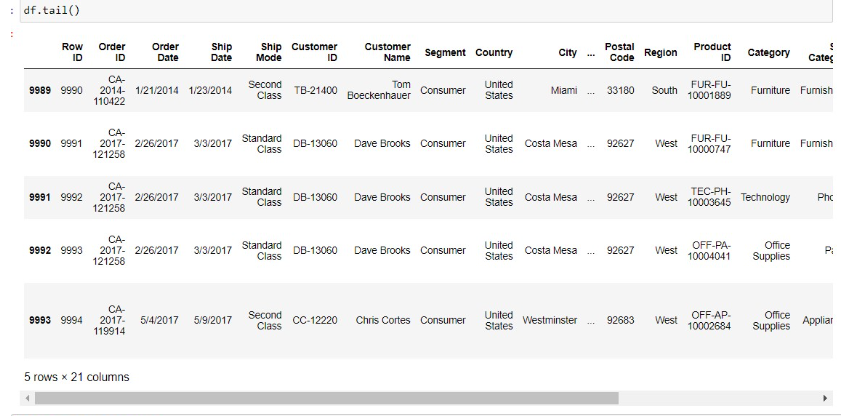 : df.tail()
:
Row ID Order ID Order Date Ship Date Ship Mode Customer ID Customer Name Segment Country City ... Postal Code Region Product ID Category
9989 9990 CA-2014-110422 1/21/2014 1/23/2014 Second Class TB-21400 Tom Boeckenhauer Consumer United States Miami ... 33180 South FUR-FU-10001889 Furniture Furnish
9990 9991 CA-2017-121258 2/26/2017 3/3/2017 Standard Class DB-13060 Dave Brooks Consumer United States Costa Mesa ... 92627 West FUR-FU-10000747 Furniture Furnish
9991 9992 CA-2017-121258 2/26/2017 3/3/2017 Standard Class DB-13060 Dave Brooks Consumer United States Costa Mesa ... 92627 West TEC-PH-10003645 Technology Pho
9992 9993 CA-2017-121258 2/26/2017 3/3/2017 Standard Class DB-13060 Dave Brooks Consumer United States Costa Mesa ... 92627 West OFF-PA-10004041 Office Supplies
9993 9994 CA-2017-119914 5/4/2017 5/9/2017 Second Class CC-12220 Chris Cortes Consumer United States Westminster ... 92683 West OFF-AP-10002684 Office Supplies Applian
5 rows × 21 columns